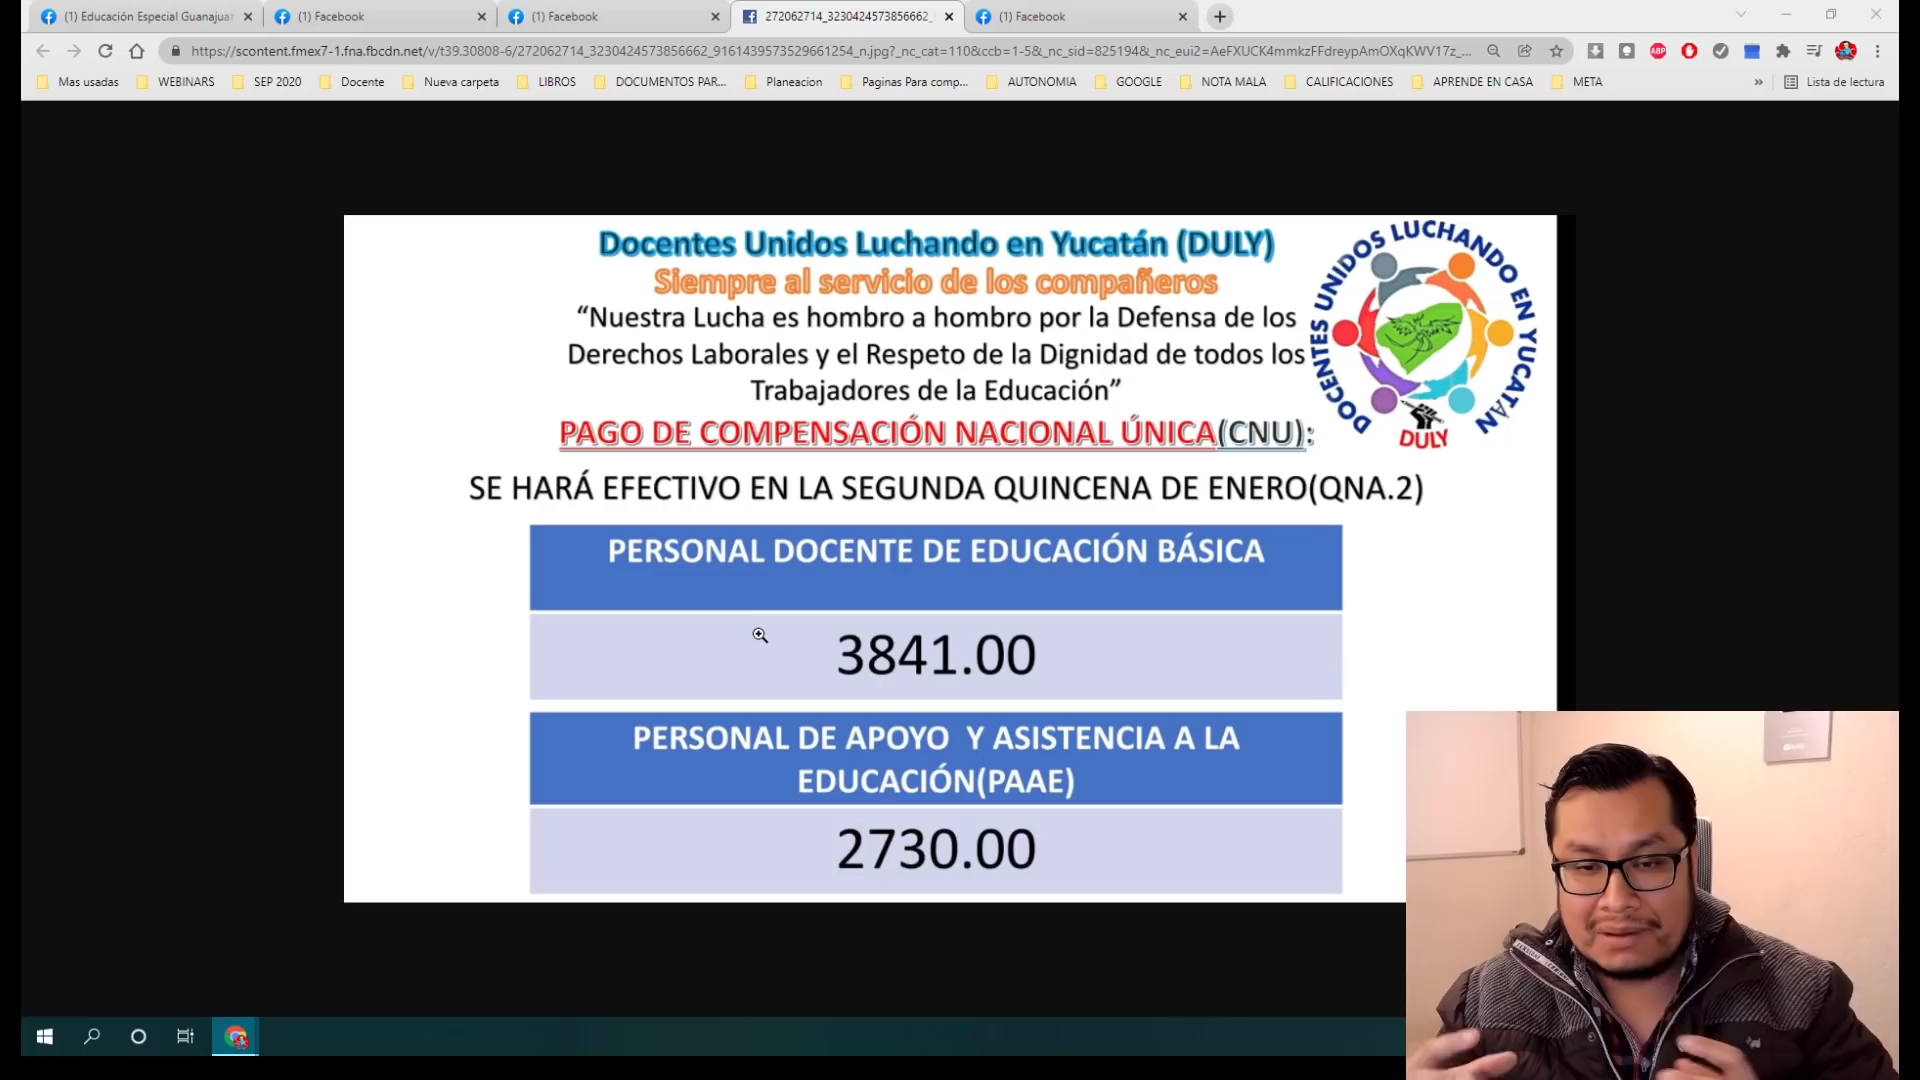 (1) Educación Especial Guanajuat
(1) Facebook
(1) Facebook
272062714_3230424573856662_
(1) Facebook
https://scontent.fmex7-1.fna.fbcdn.net/v/t39.30808-6/272062714_3230424573856662_9161439573529661254_n.jpg?_nc_cat=110&ccb=1-5&_nc_sid=825194&_nc_eui2=AeFXUCK4mmkzFFdreypAmOXqKWV17z_...
ABP
Mas usadas
WEBINARS
SEP 2020
Docente
Nueva carpeta
LIBROS
DOCUMENTOS PAR...
Planeacion
Paginas Para comp...
AUTONOMIA
GOOGLE
NOTA MALA
CALIFICACIONES
APRENDE EN CASA
META
»
Lista de lectura
Docentes Unidos Luchando en Yucatán (DULY)
Siempre al servicio de los compañeros
“Nuestra Lucha es hombro a hombro por la Defensa de los
Derechos Laborales y el Respeto de la Dignidad de todos los
Trabajadores de la Educación”
DOCENTES UNIDOS LUCHANDO EN YUCATÁN
DULY
PAGO DE COMPENSACIÓN NACIONAL ÚNICA(CNU):
SE HARÁ EFECTIVO EN LA SEGUNDA QUINCENA DE ENERO(QNA.2)
PERSONAL DOCENTE DE EDUCACIÓN BÁSICA
3841.00
PERSONAL DE APOYO Y ASISTENCIA A LA
EDUCACIÓN(PAAE)
2730.00